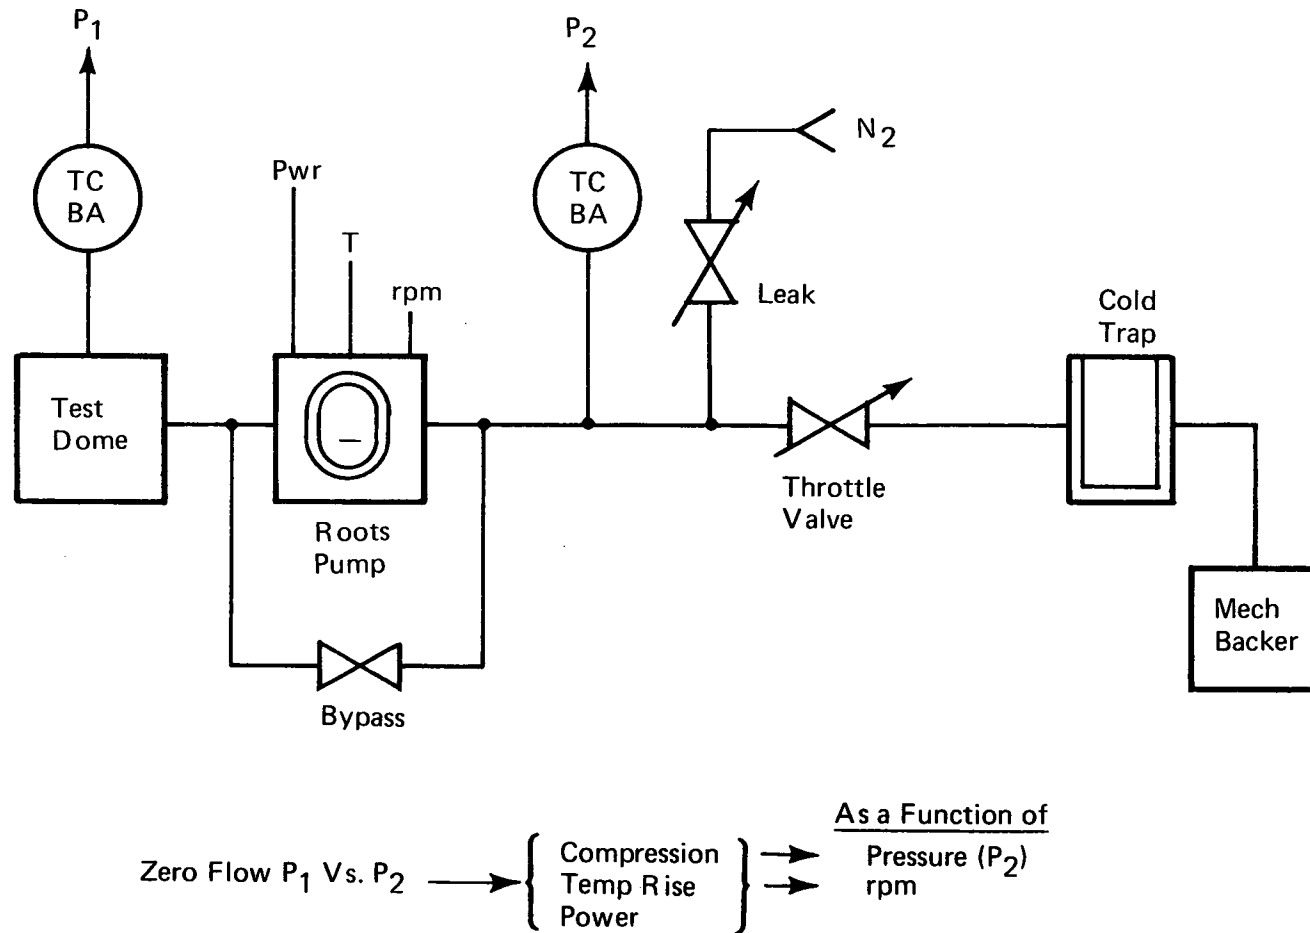 P1
P2
N2
TC
BA
TC
BA
Pwr
T
rpm
Leak
Cold
Trap
Test
Dome
Roots
Pump
Throttle
Valve
Mech
Backer
Bypass
As a Function of
Zero Flow P1 Vs. P2
Compression
Temp Rise
Power
Pressure (P2)
rpm